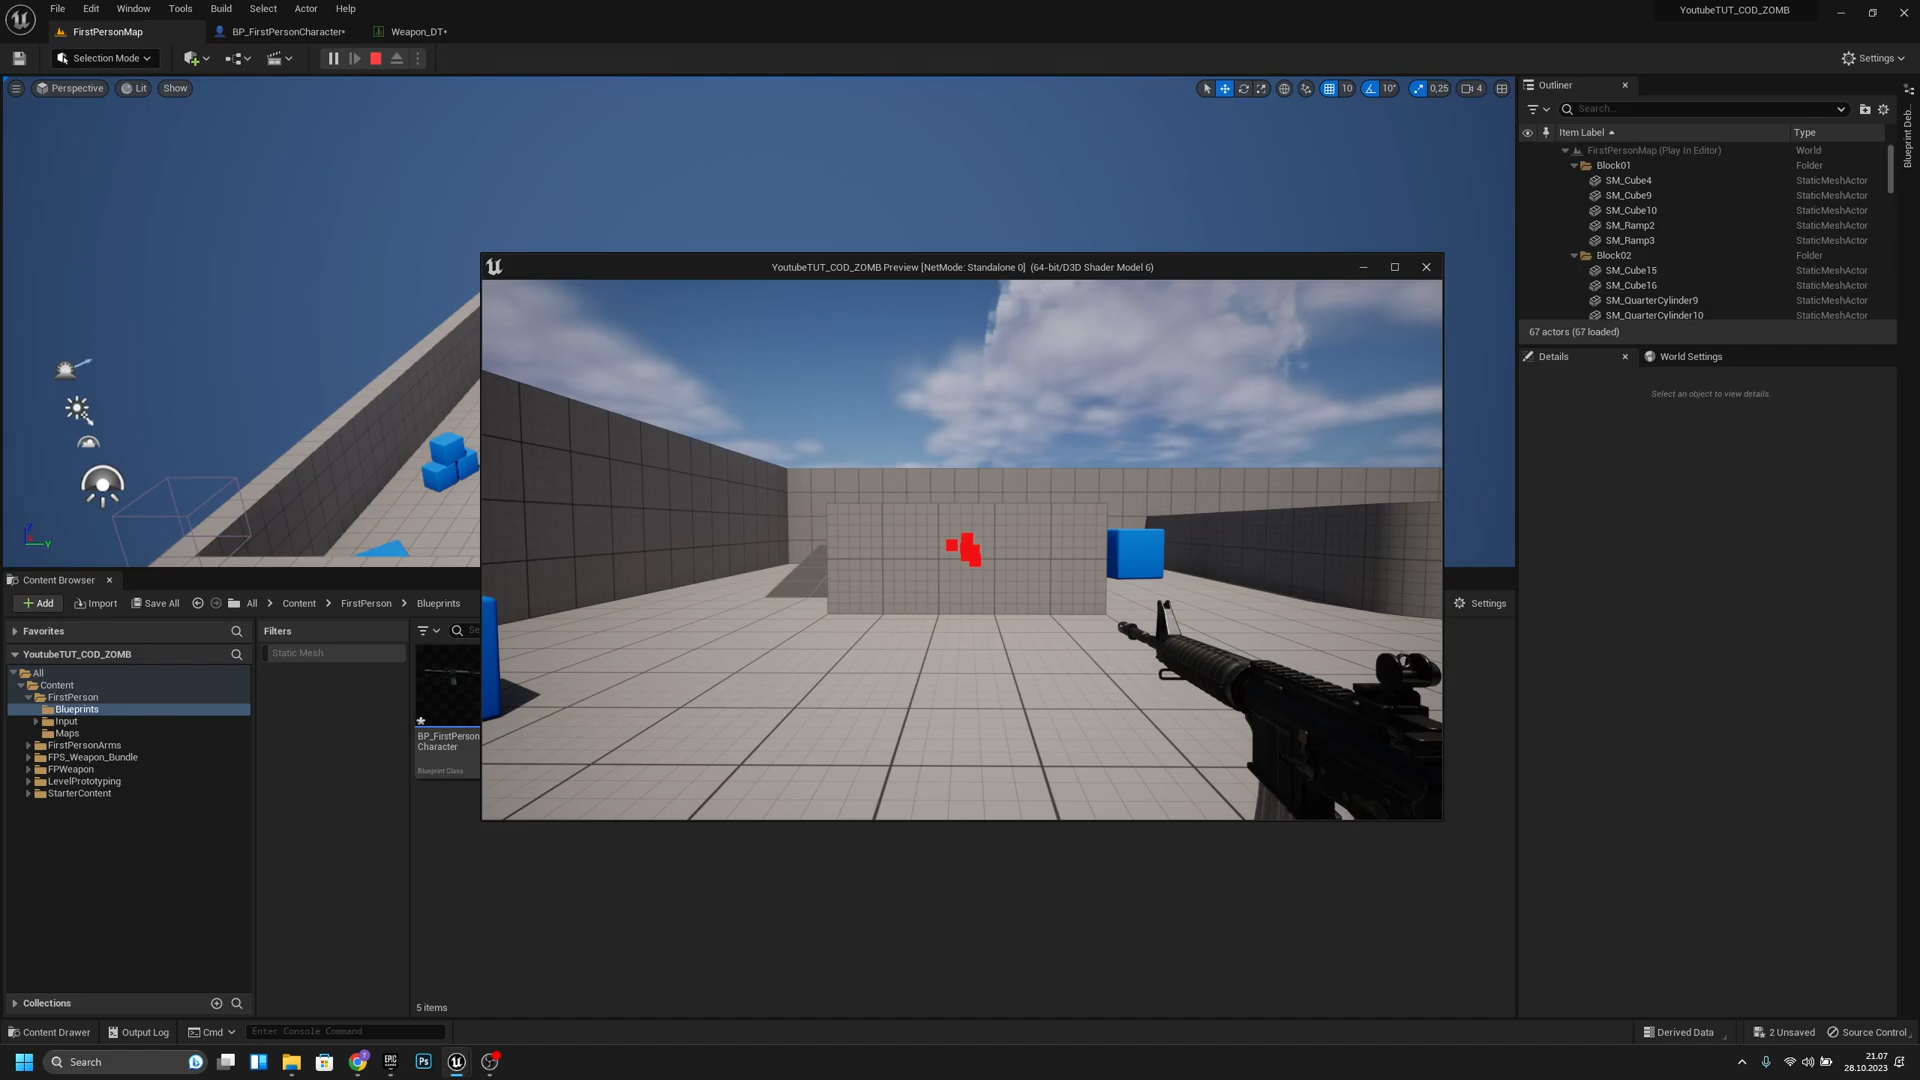 File Edit Window Tools Build Select Actor Help
YoutubeTUT_COD_ZOMB
FirstPersonMap
BP_FirstPersonCharacter*
Weapon_DT*
Selection Mode
Settings
Perspective
Lit
Show
10
10°
0,25
4
Outliner
Search...
Item Label
Type
FirstPersonMap (Play In Editor) World
Block01 Folder
SM_Cube4 StaticMeshActor
SM_Cube9 StaticMeshActor
SM_Cube10 StaticMeshActor
SM_Ramp2 StaticMeshActor
SM_Ramp3 StaticMeshActor
Block02 Folder
SM_Cube15 StaticMeshActor
SM_Cube16 StaticMeshActor
SM_QuarterCylinder9 StaticMeshActor
SM_QuarterCylinder10 StaticMeshActor
67 actors (67 loaded)
Blueprint Deb...
Details
World Settings
Select an object to view details.
YoutubeTUT_COD_ZOMB Preview [NetMode: Standalone 0] (64-bit/D3D Shader Model 6)
Z
Y
Content Browser
Add
Import
Save All
All
Content
FirstPerson
Blueprints
Settings
Favorites
Filters
Se
Static Mesh
YoutubeTUT_COD_ZOMB
All
Content
FirstPerson
Blueprints
Input
Maps
FirstPersonArms
FPS_Weapon_Bundle
FPWeapon
LevelPrototyping
StarterContent
BP_FirstPerson
Character
Blueprint Class
Collections
5 items
Content Drawer
Output Log
Cmd
Enter Console Command
Derived Data
2 Unsaved
Source Control
Search
EPIC
Ps
21.07
28.10.2023